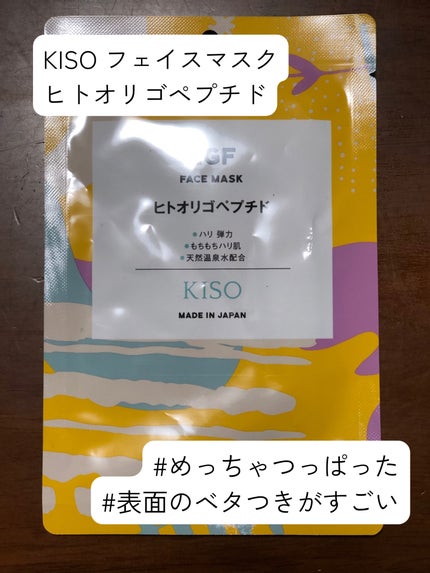 KISO フェイスマスク
ヒトオリゴペプチド
GF
FACE MASK
ヒトオリゴペプチド
●ハリ 弾力
●もちもちハリ肌
●天然温泉水配合
KISO
MADE IN JAPAN
#めっちゃつっぱった
#表面のベタつきがすごい